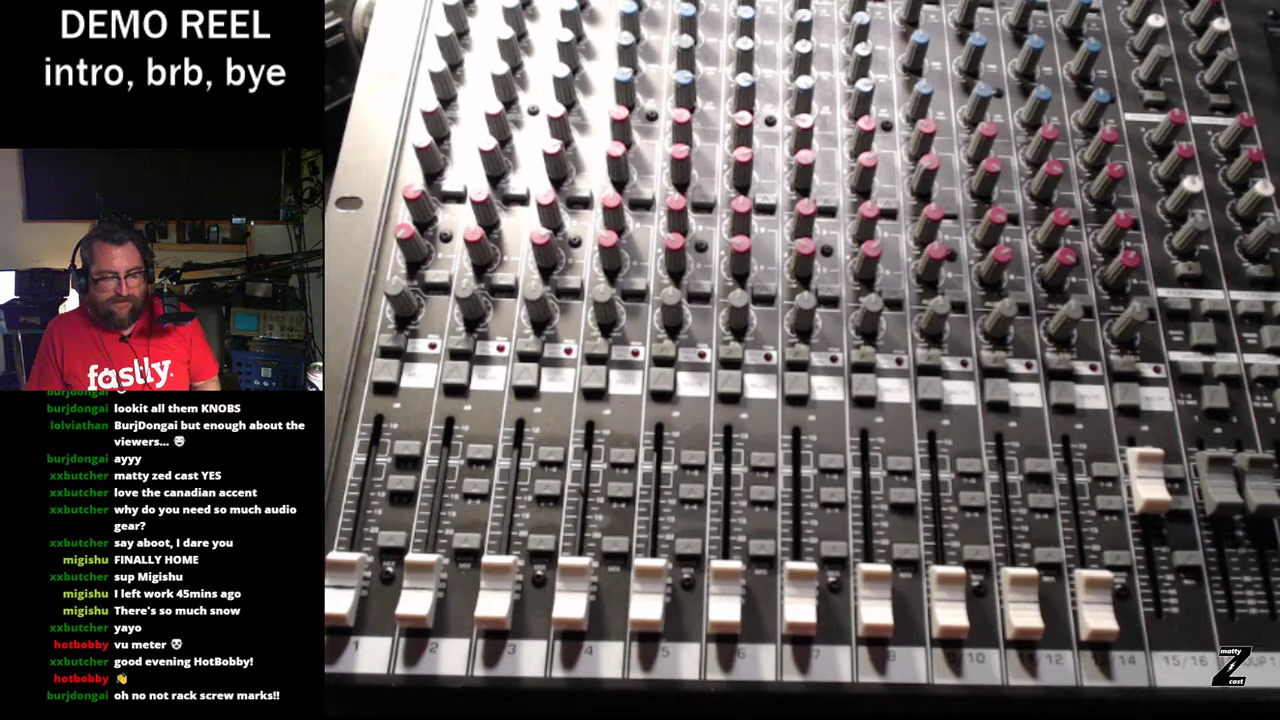 DEMO REEL
intro, brb, bye
fastly.
burjdongai
burjdongai lookit all them KNOBS
lolviathan BurjDongai but enough about the
viewers...
burjdongai ayyy
xxbutcher matty zed cast YES
xxbutcher love the canadian accent
xxbutcher why do you need so much audio
gear?
xxbutcher say aboot, I dare you
migishu FINALLY HOME
xxbutcher sup Migishu
migishu I left work 45mins ago
migishu There's so much snow
xxbutcher yayo
hotbobby vu meter
xxbutcher good evening HotBobby!
hotbobby
burjdongai oh no not rack screw marks!!
1
2
3
4
5
6
7
8
9/10
11/12
13/14
15/16
matty
Z
cast